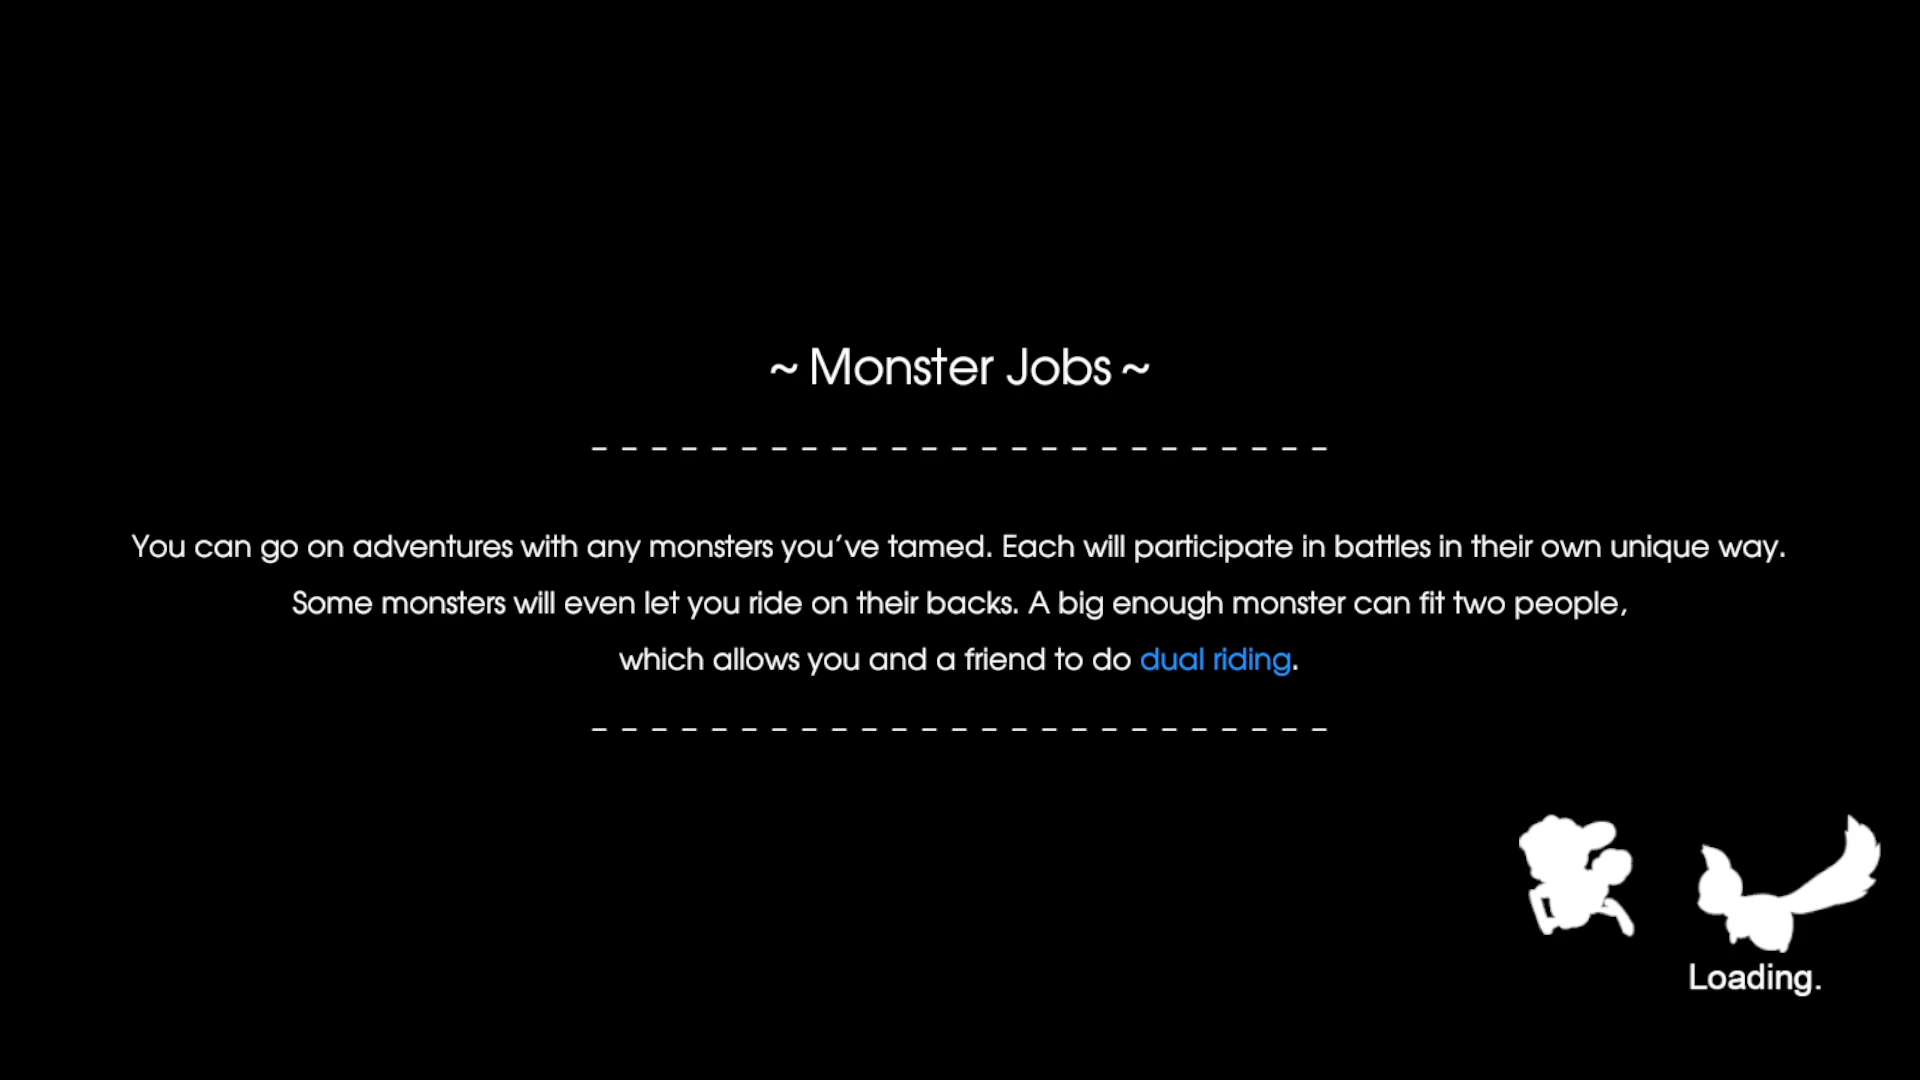 ~ Monster Jobs ~
- - - - - - - - - - - - - - - - - - - - - - - - -
You can go on adventures with any monsters you've tamed. Each will participate in battles in their own unique way.
Some monsters will even let you ride on their backs. A big enough monster can fit two people,
which allows you and a friend to do dual riding.
- - - - - - - - - - - - - - - - - - - - - - - - -
Loading.